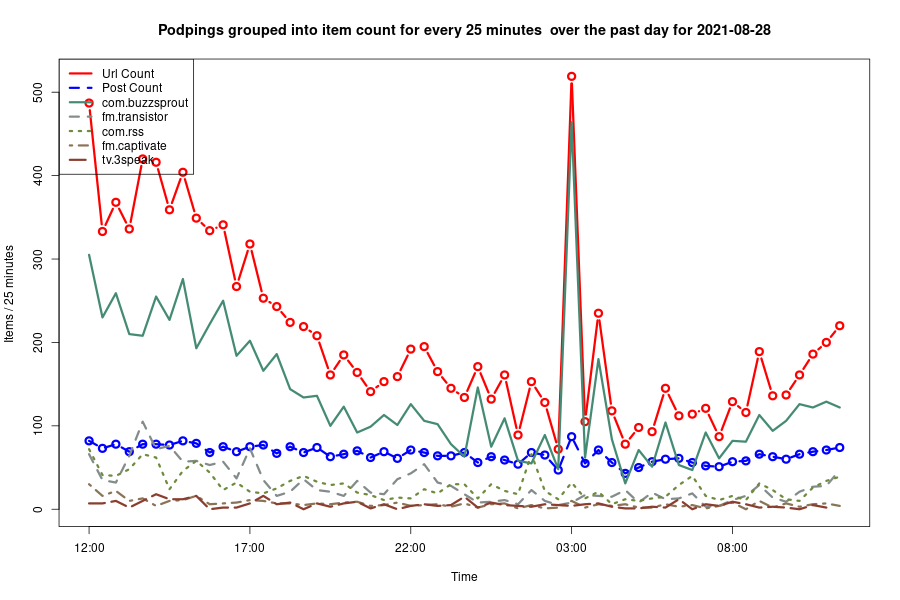 Podpings grouped into item count for every 25 minutes  over the past day for 2021-08-28
Url Count
Post Count
com.buzzsprout
fm.transistor
com.rss
fm.captivate
tv.3speak
Items / 25 minutes
500
400
300
200
100
0
12:00
17:00
22:00
03:00
08:00
Time